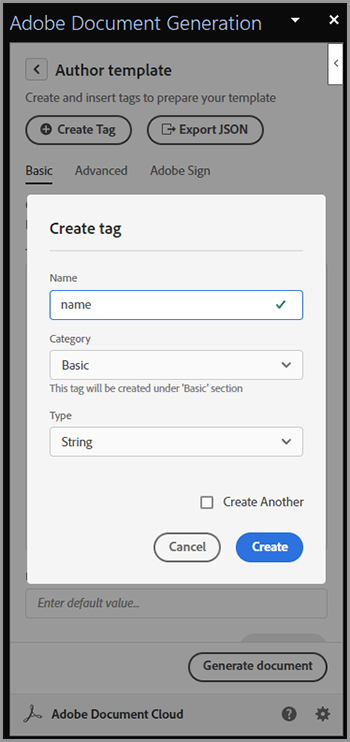 Adobe Document Generation
Author template
Create and insert tags to prepare your template
Create Tag
Export JSON
Basic
Advanced
Adobe Sign
Create tag
Name
name
Category
Basic
This tag will be created under 'Basic' section
Type
String
Create Another
Cancel
Create
Enter default value...
Generate document
Adobe Document Cloud